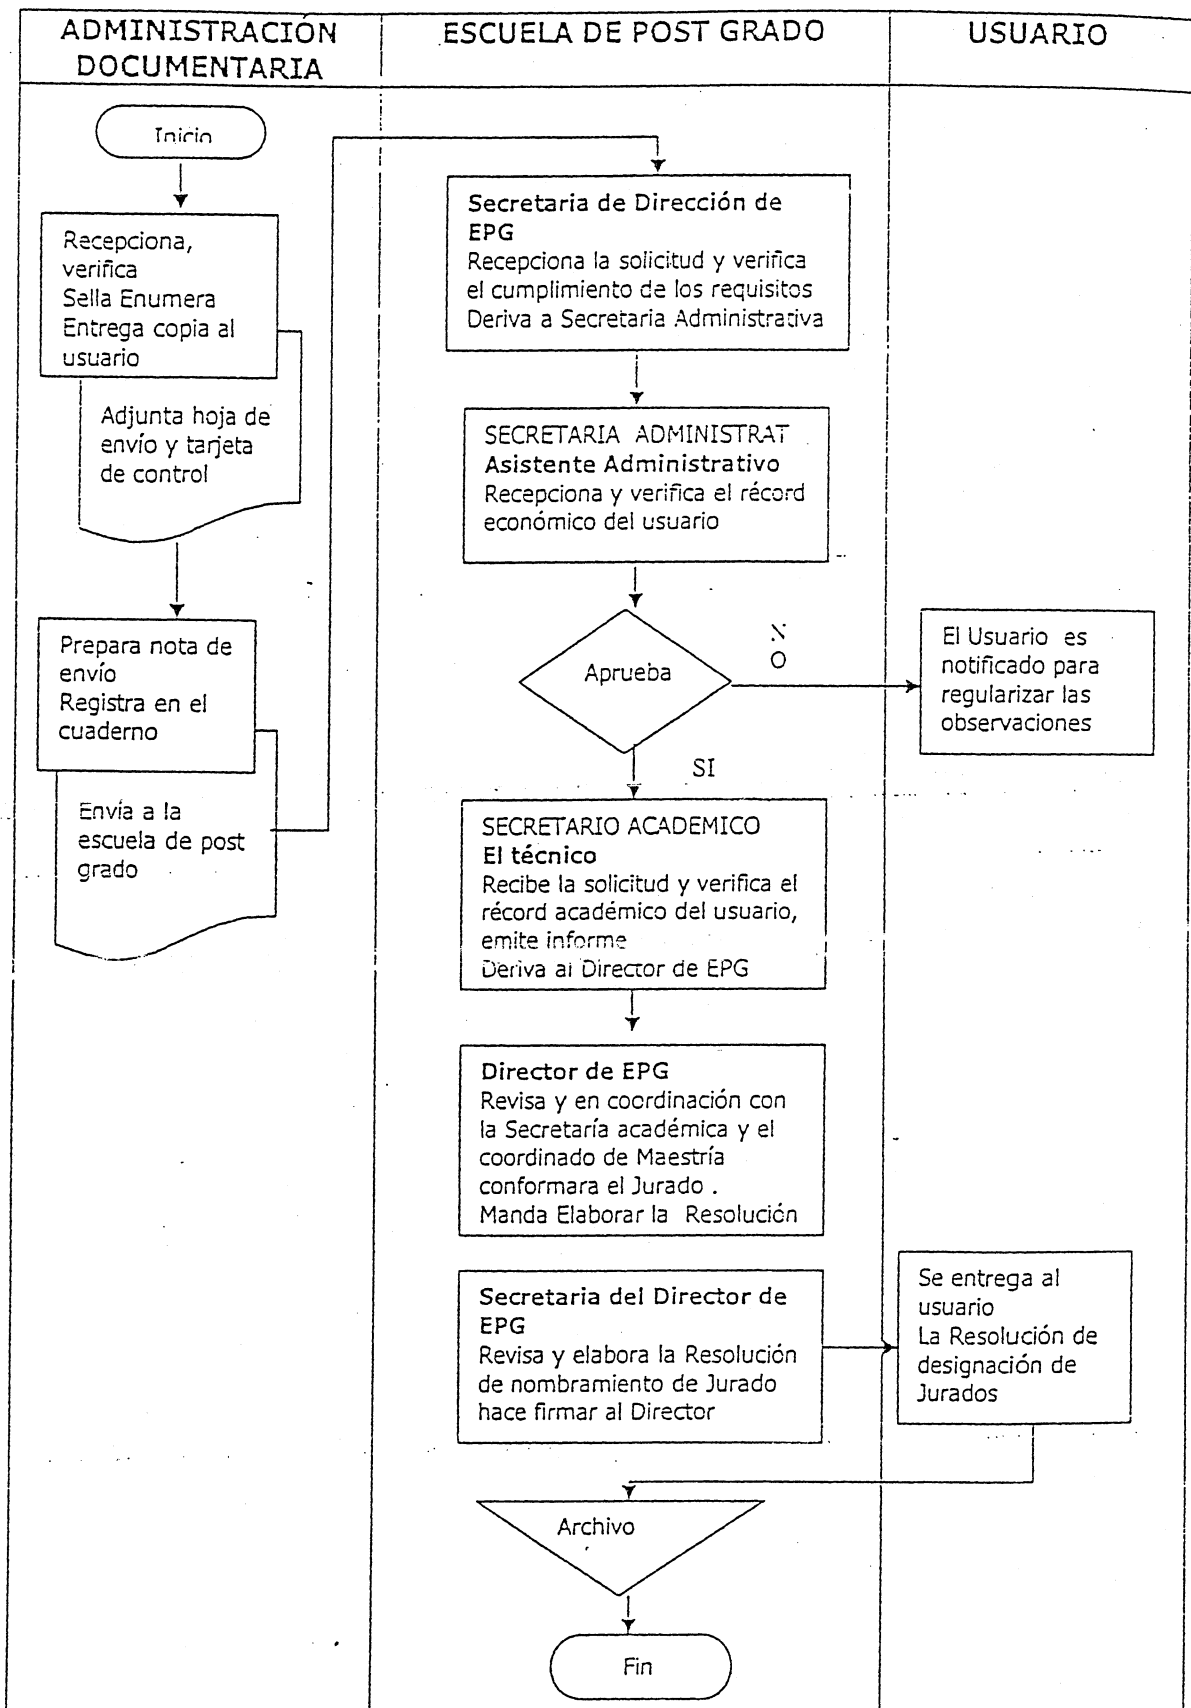 ADMINISTRACIÓN
DOCUMENTARIA
ESCUELA DE POST GRADO
USUARIO
Inicio
Recepciona,
verifica
Sella Enumera
Entrega copia al
usuario
Adjunta hoja de
envío y tarjeta
de control
Prepara nota de
envío
Registra en el
cuaderno
Envía a la
escuela de post
grado
Secretaria de Dirección de
EPG
Recepciona la solicitud y verifica
el cumplimiento de los requisitos
Deriva a Secretaria Administrativa
SECRETARIA ADMINISTRAT
Asistente Administrativo
Recepciona y verifica el récord
económico del usuario
Aprueba
NO
El Usuario es
notificado para
regularizar las
observaciones
SI
SECRETARIO ACADEMICO
El técnico
Recibe la solicitud y verifica el
récord académico del usuario,
emite informe
Deriva al Director de EPG
Director de EPG
Revisa y en coordinación con
la Secretaría académica y el
coordinado de Maestría
conformara el Jurado .
Manda Elaborar la Resolución
Secretaria del Director de
EPG
Revisa y elabora la Resolución
de nombramiento de Jurado
hace firmar al Director
Se entrega al
usuario
La Resolución de
designación de
Jurados
Archivo
Fin